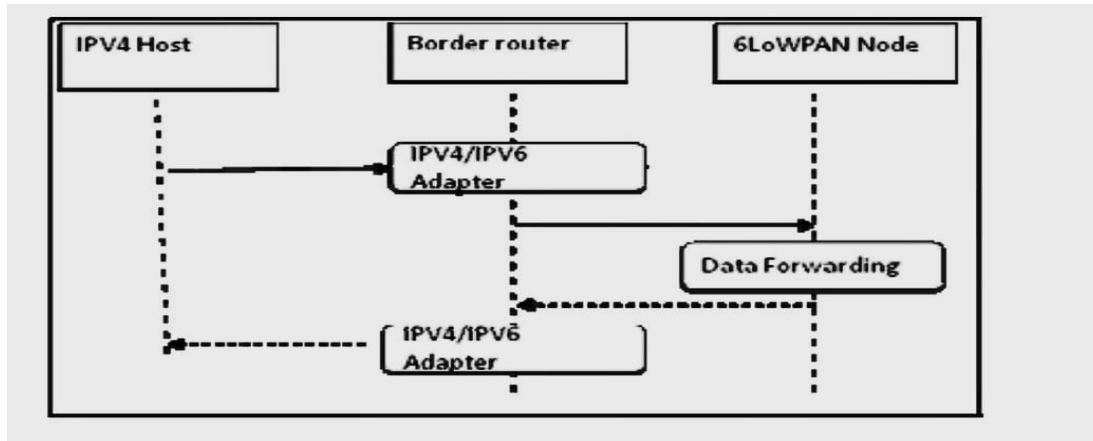 IPV4 Host
Border router
6LoWPAN Node
IPV4/IPV6
Adapter
Data Forwarding
IPV4/IPV6
Adapter